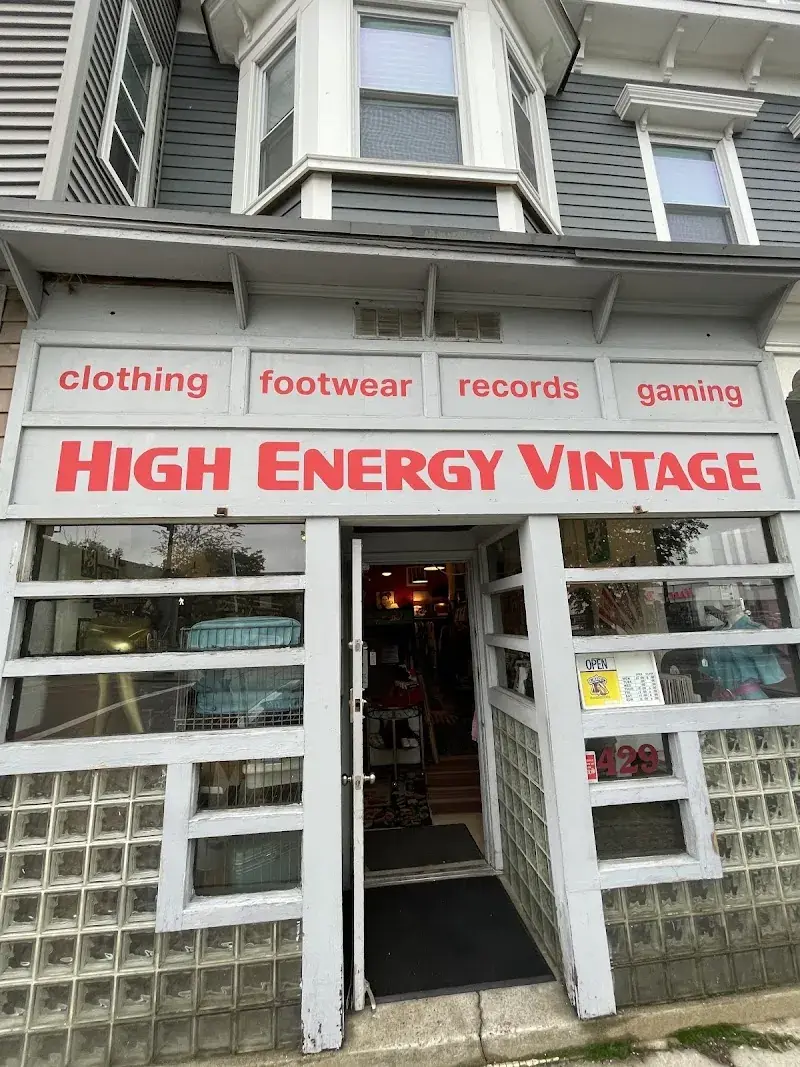 clothing footwear records gaming
HIGH ENERGY VINTAGE
OPEN
429